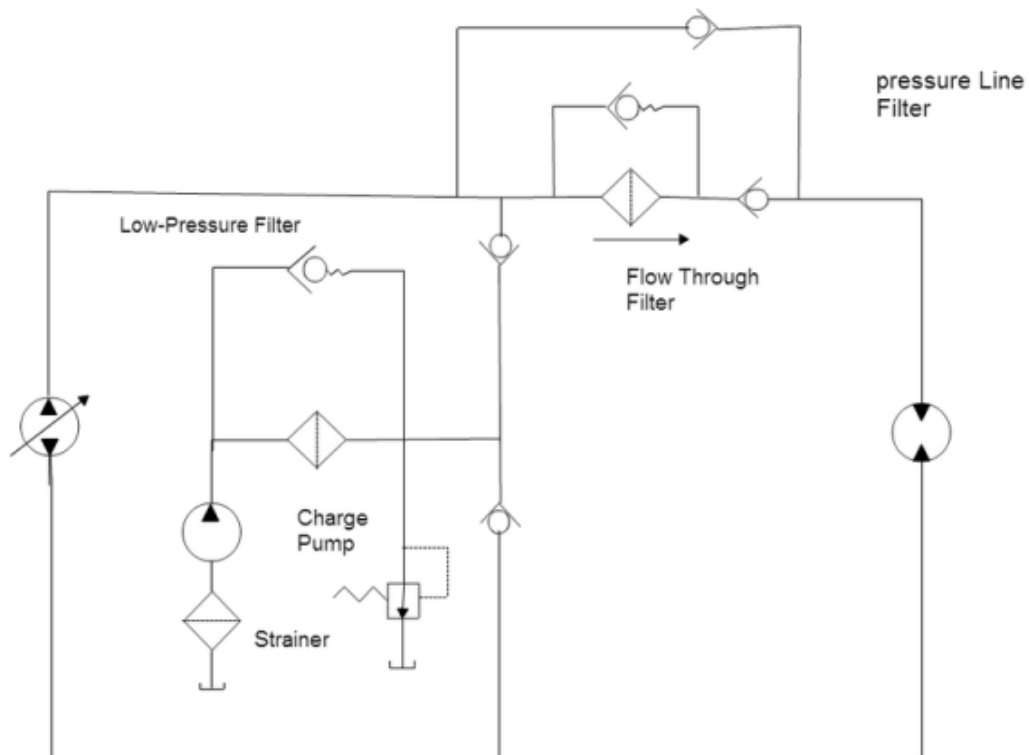 pressure Line
Filter
Low-Pressure Filter
Flow Through
Filter
Charge
Pump
Strainer